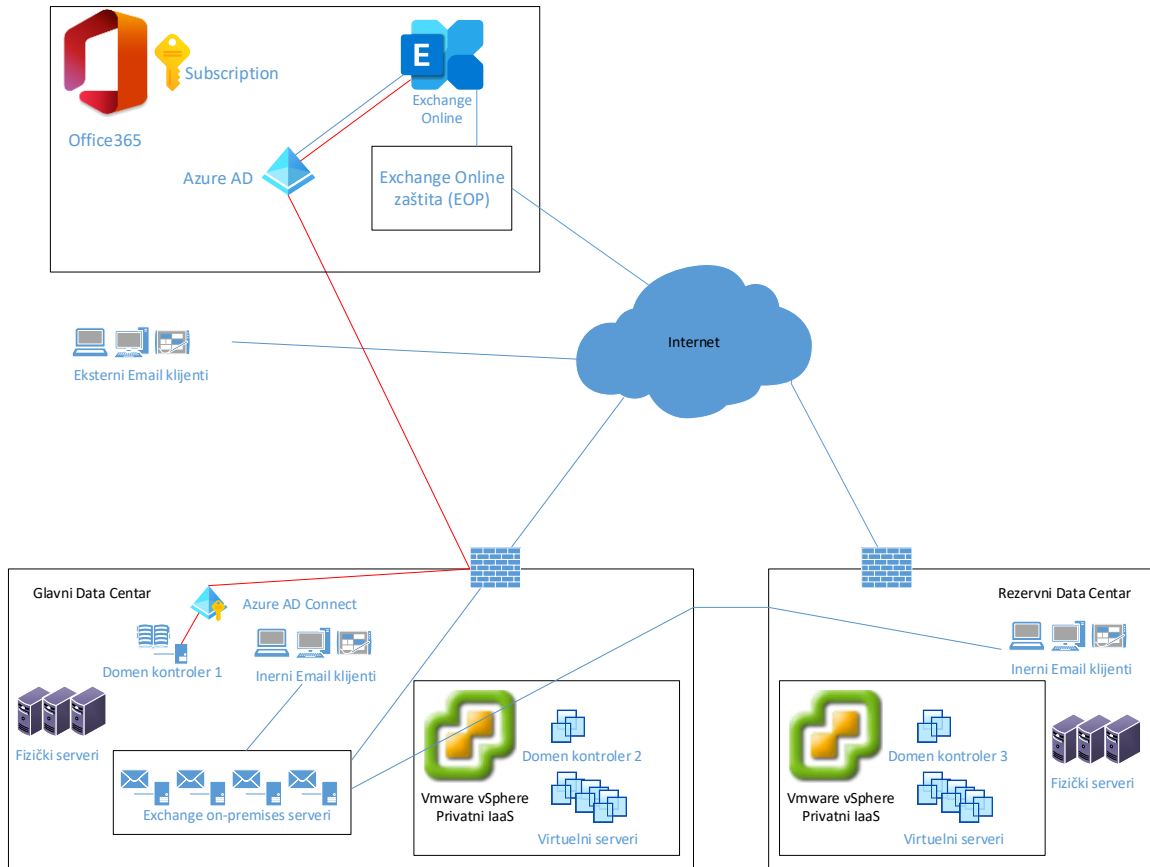 Subscription
Office365
E
Exchange
Online
Azure AD
Exchange Online
zaštita (EOP)
Internet
Eksterni Email klijenti
Glavni Data Centar
Azure AD Connect
Domen kontroler 1
Inerni Email klijenti
Fizički serveri
Exchange on-premises serveri
Domen kontroler 2
Vmware vSphere
Privatni IaaS
Virtuelni serveri
Rezervni Data Centar
Inerni Email klijenti
Domen kontroler 3
Fizički serveri
Vmware vSphere
Privatni IaaS
Virtuelni serveri